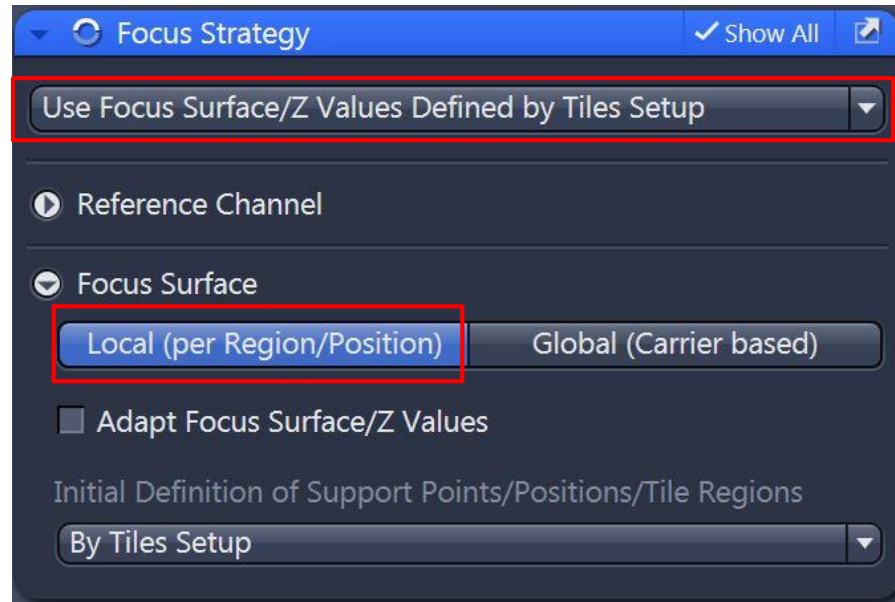 Focus Strategy
Show All
Use Focus Surface/Z Values Defined by Tiles Setup
Reference Channel
Focus Surface
Local (per Region/Position)
Global (Carrier based)
Adapt Focus Surface/Z Values
Initial Definition of Support Points/Positions/Tile Regions
By Tiles Setup